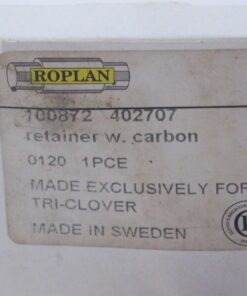 ROPLAN
100872 402707
retainer w. carbon
0120 1PCE
MADE EXCLUSIVELY FOR
TRI-CLOVER
MADE IN SWEDEN